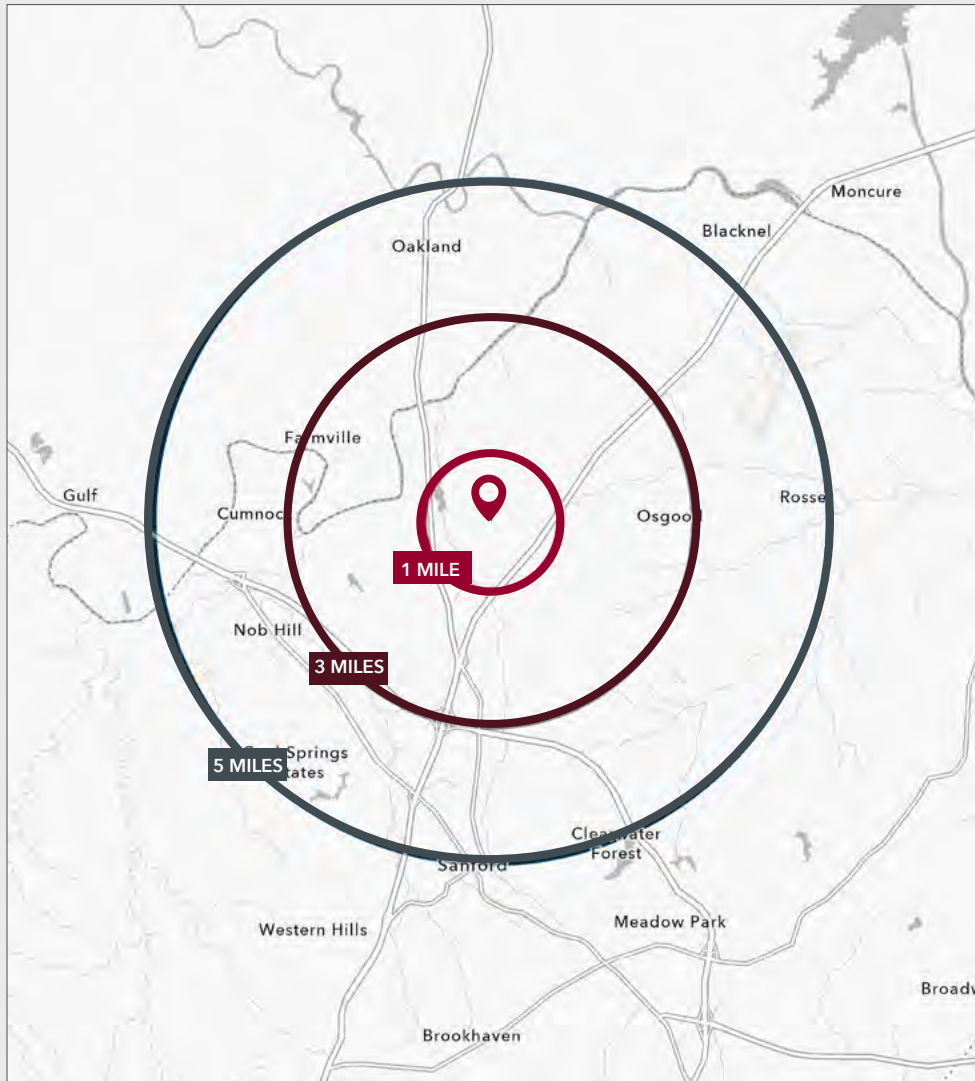 Moncure
Blacknel
Oakland
Farmville
Gulf
Rosse
Cumnoc
Osgood
1 MILE
Nob Hill
3 MILES
Springs
5 MILES
Clearwater
Forest
Sanford
Meadow Park
Western Hills
Broadw
Brookhaven